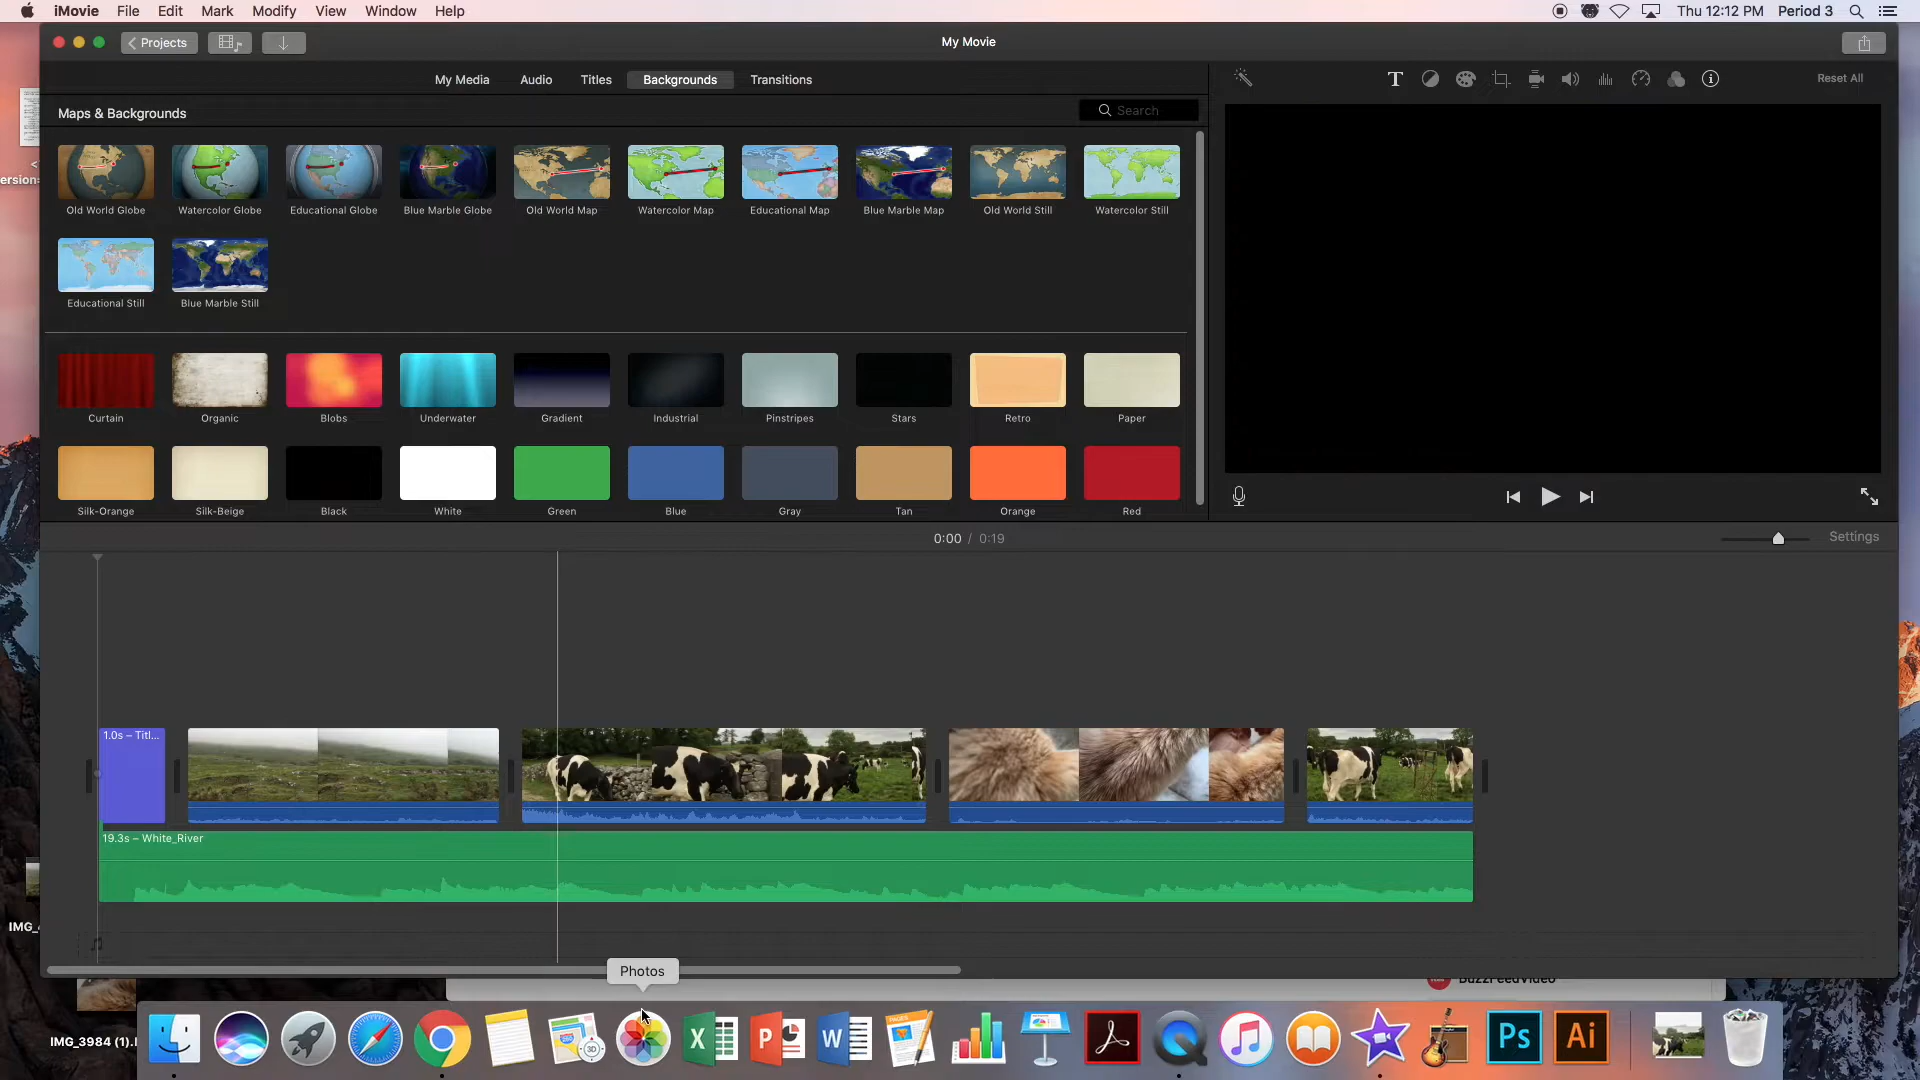 iMovie File Edit Mark Modify View Window Help Thu 12:12 PM Period 3
Projects My Movie
My Media Audio Titles Backgrounds Transitions Reset All
Maps & Backgrounds Search
Old World Globe Watercolor Globe Educational Globe Blue Marble Globe Old World Map Watercolor Map Educational Map Blue Marble Map Old World Still Watercolor Still
ersion=
Educational Still Blue Marble Still
Curtain Organic Blobs Underwater Gradient Industrial Pinstripes Stars Retro Paper
Silk-Orange Silk-Beige Black White Green Blue Gray Tan Orange Red
0:00 / 0:19 Settings
1.0s – Titl...
19.3s – White_River
IMG_
Photos
BuzzFeedVideo
IMG_3984 (1).
3D
Ps Ai